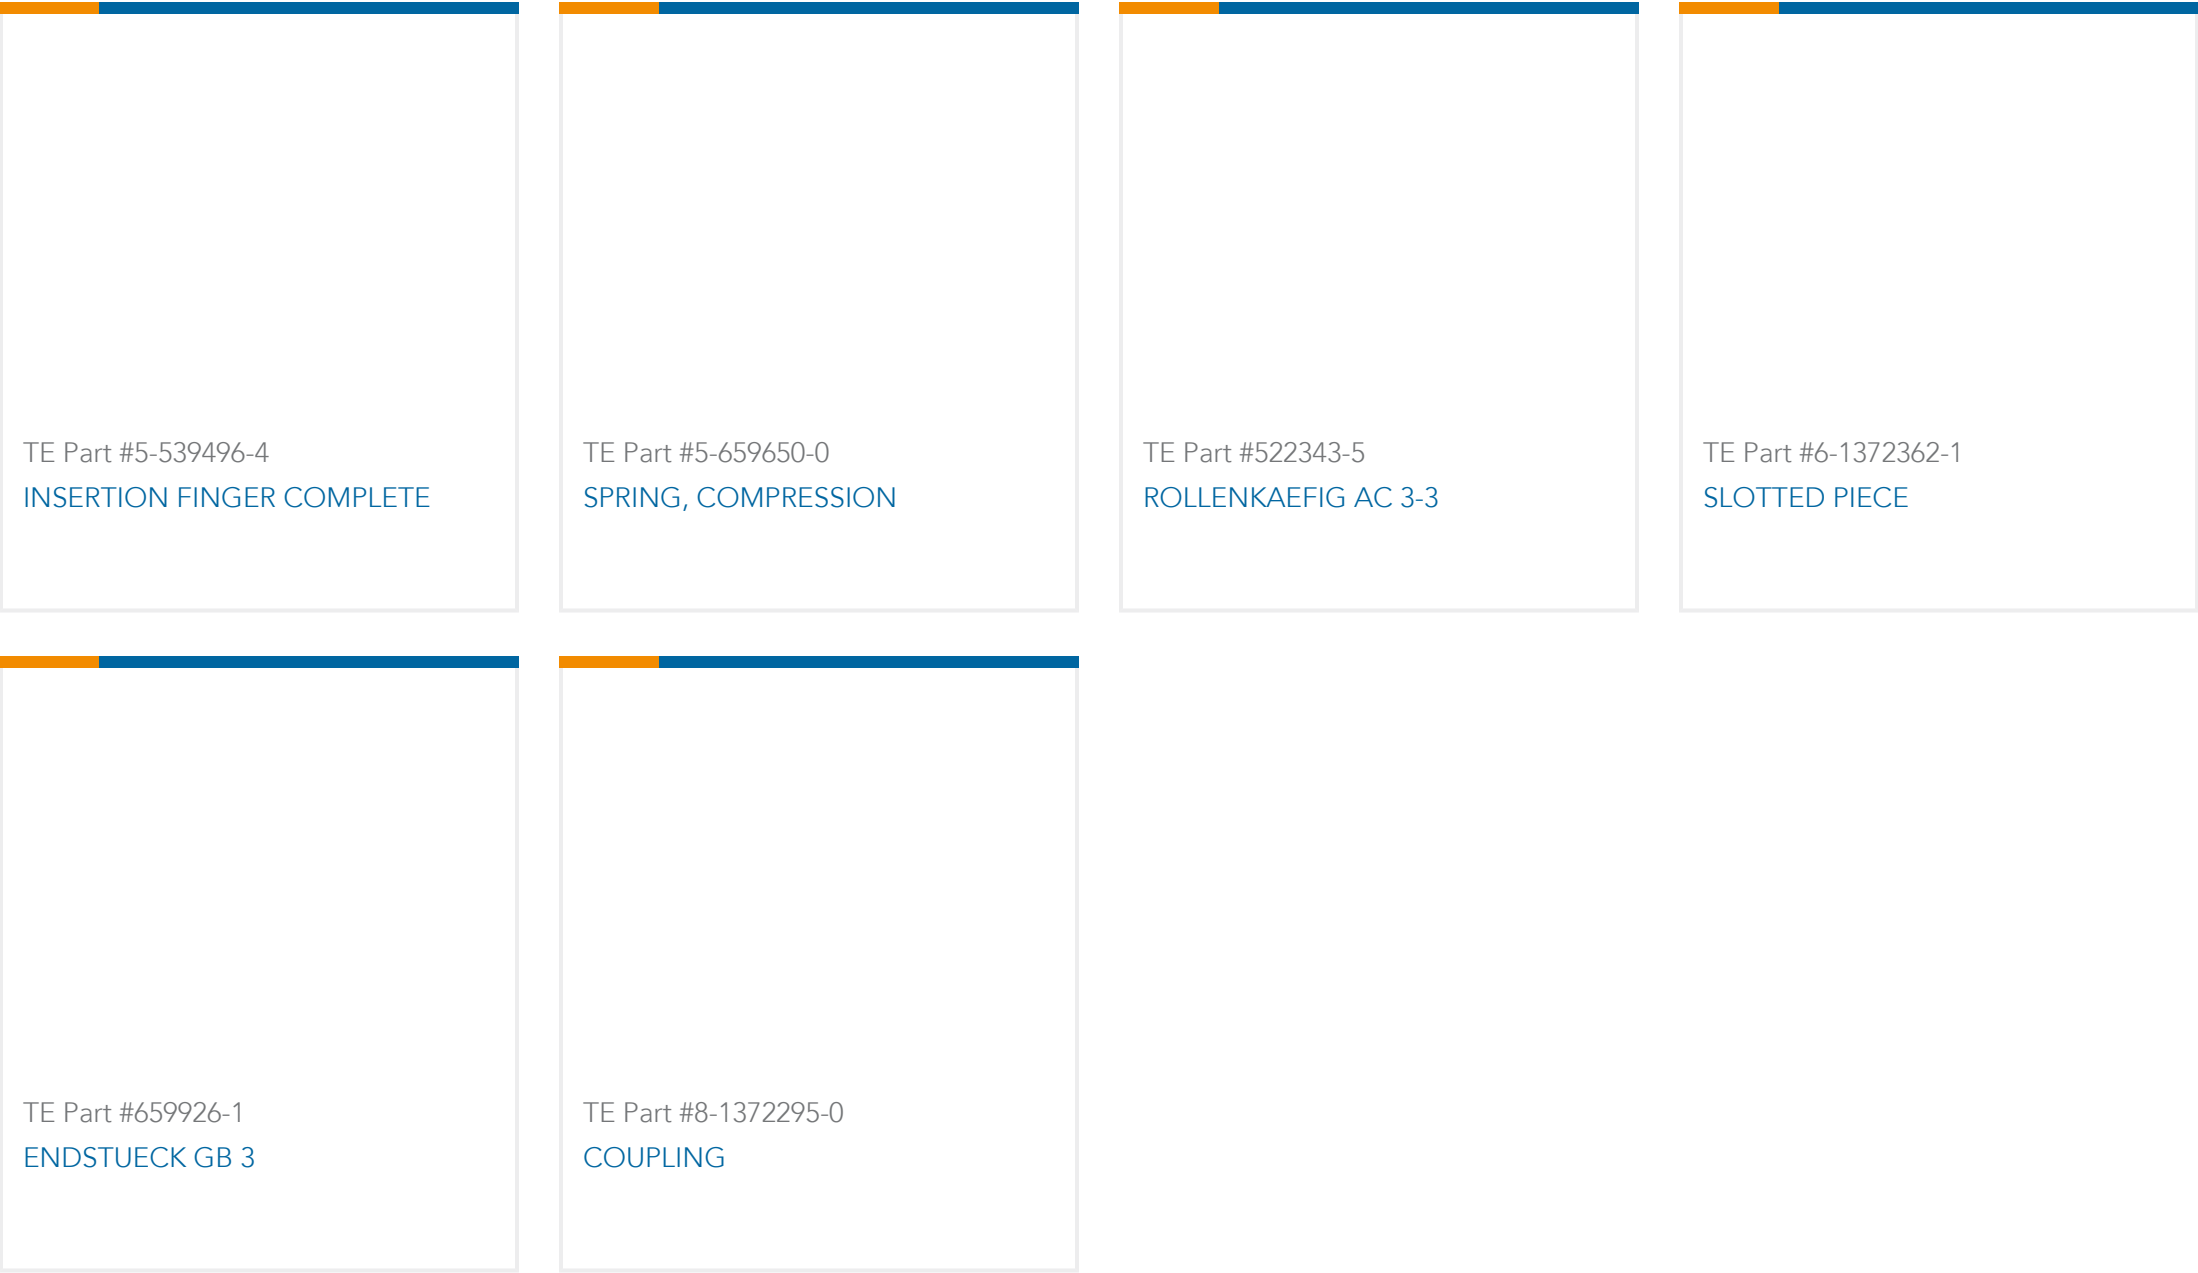 TE Part #5-539496-4
INSERTION FINGER COMPLETE
TE Part #5-659650-0
SPRING, COMPRESSION
TE Part #522343-5
ROLLENKAEFIG AC 3-3
TE Part #6-1372362-1
SLOTTED PIECE
TE Part #659926-1
ENDSTUECK GB 3
TE Part #8-1372295-0
COUPLING